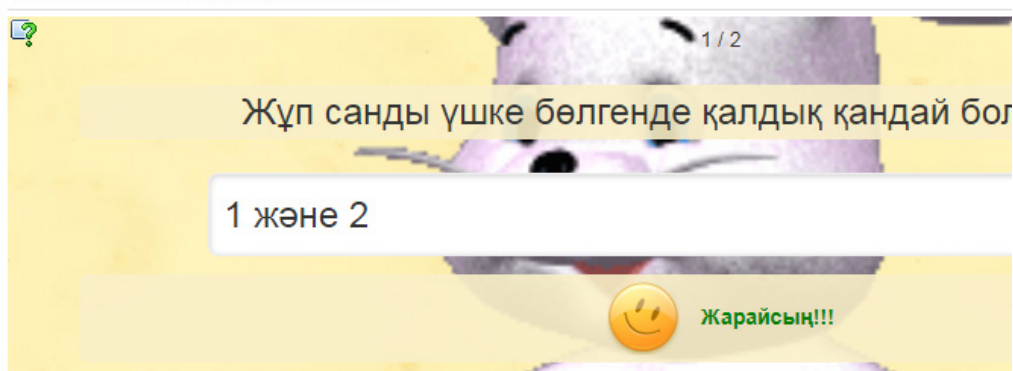 1 / 2
Жұп санды үшке бөлгенде қалдық қандай
1 және 2
Жарайсың!!!